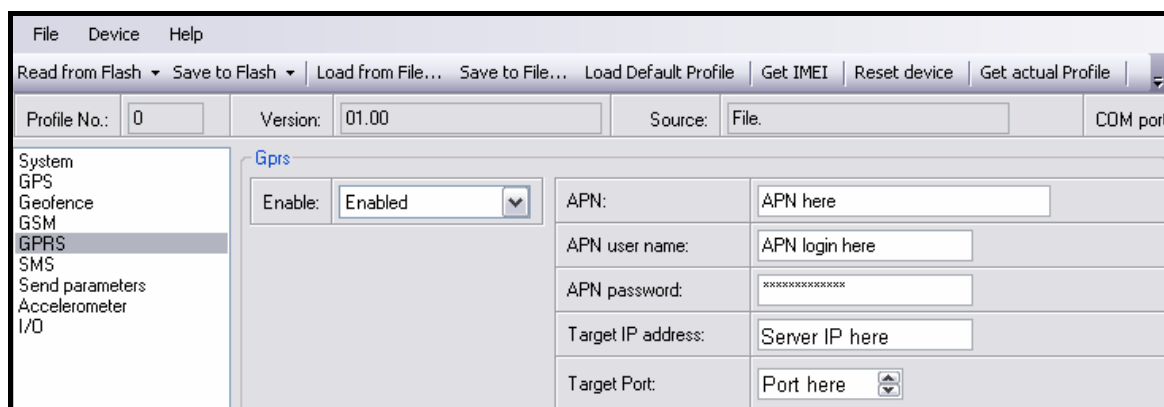 File Device Help
Read from Flash Save to Flash Load from File... Save to File... Load Default Profile Get IMEI Reset device Get actual Profile
Profile No.: 0 Version: 01.00 Source: File. COM port
System
GPS
Geofence
GSM
GPRS
SMS
Send parameters
Accelerometer
I/O
Gprs
Enable: Enabled
APN: APN here
APN user name: APN login here
APN password: *************
Target IP address: Server IP here
Target Port: Port here